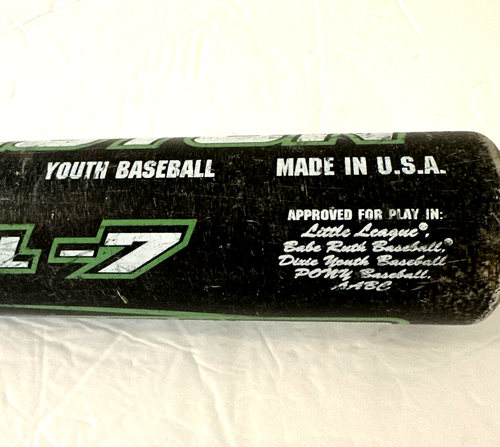 YOUTH BASEBALL
MADE IN U.S.A.
-7
APPROVED FOR PLAY IN:
Little League®,
Babe Ruth Baseball,®
Dixie Youth Baseball
PONY Baseball,
AABC